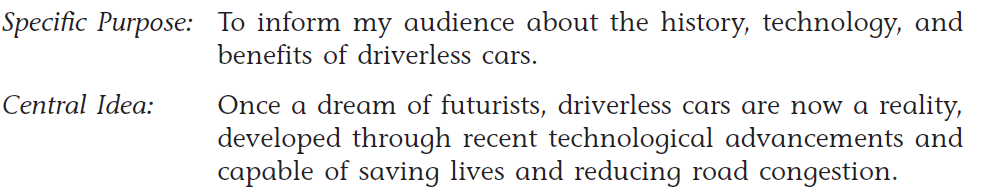 Specific Purpose: To inform my audience about the history, technology, and
benefits of driverless cars.
Central Idea: Once a dream of futurists, driverless cars are now a reality,
developed through recent technological advancements and
capable of saving lives and reducing road congestion.